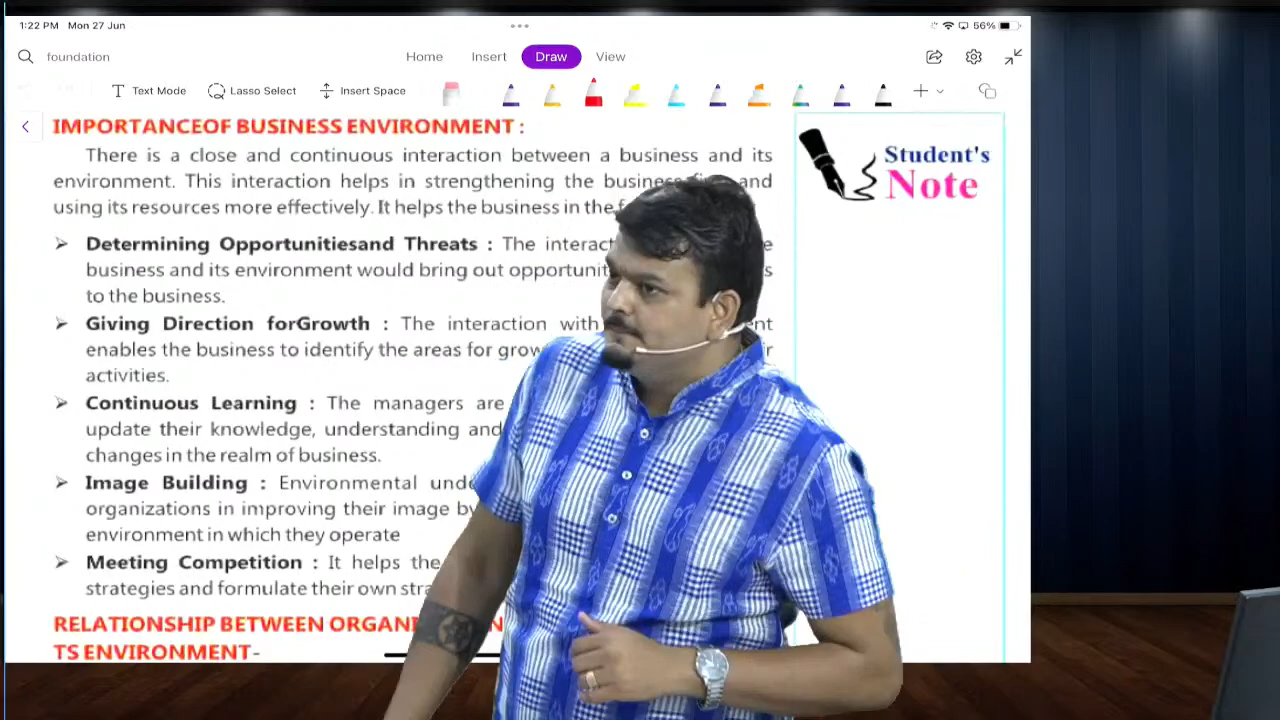 1:22 PM Mon 27 Jun
56%
foundation
Home Insert Draw View
Text Mode Lasso Select Insert Space
IMPORTANCEOF BUSINESS ENVIRONMENT :
There is a close and continuous interaction between a business and its
environment. This interaction helps in strengthening the business and
using its resources more effectively. It helps the business in the
➢ Determining Opportunitiesand Threats : The
business and its environment would bring out
to the business.
➢ Giving Direction forGrowth : The interaction with
enables the business to identify the areas for
activities.
➢ Continuous Learning : The managers are
update their knowledge, understanding and
changes in the realm of business.
➢ Image Building : Environmental
organizations in improving their image
environment in which they operate
➢ Meeting Competition : It helps the
strategies and formulate their own
RELATIONSHIP BETWEEN
TS ENVIRONMENT-
Student's
Note